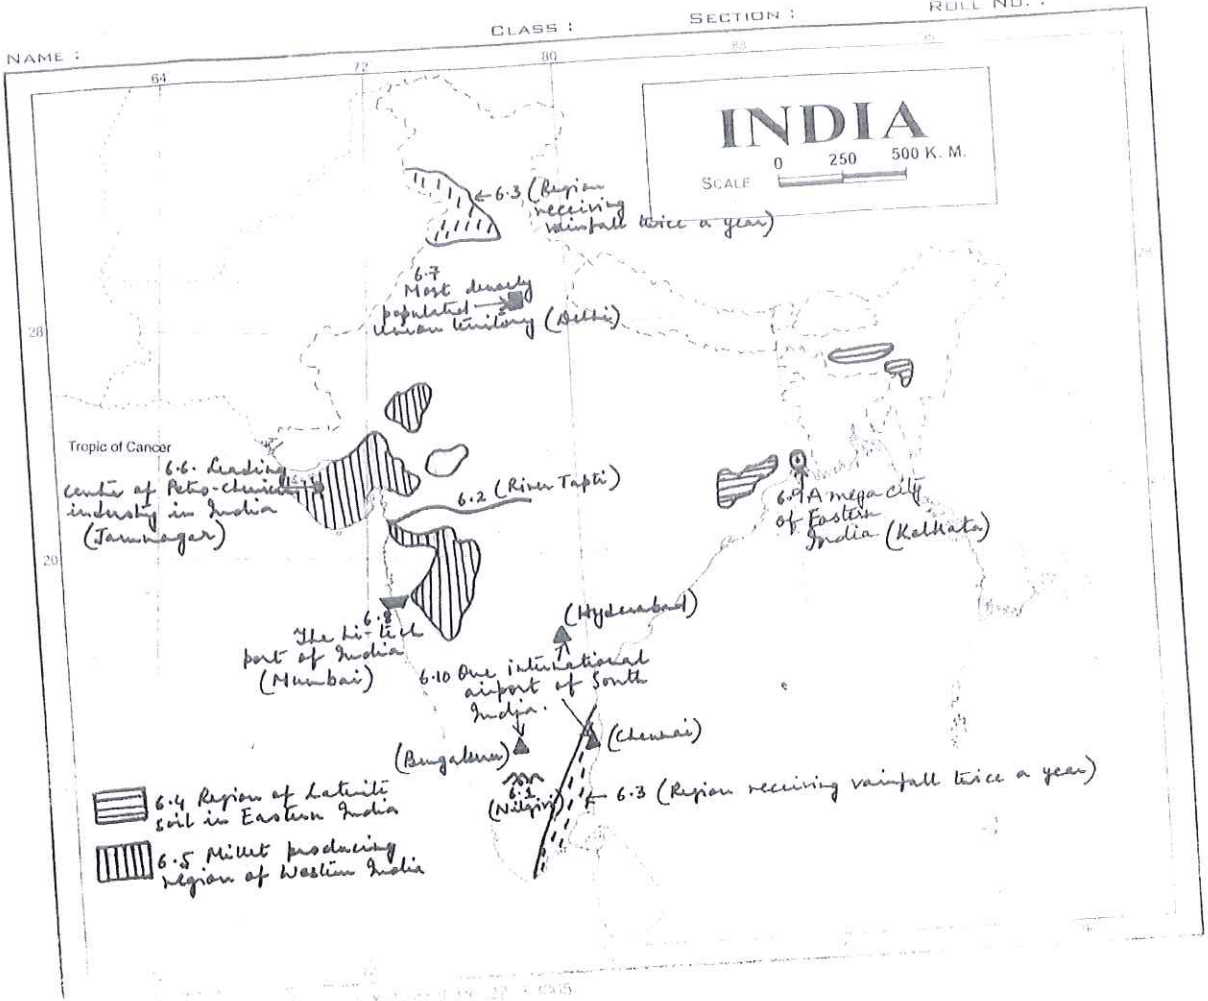 NAME : CLASS : SECTION : ROLL NO. :
64 72 80 88
INDIA
0 250 500 K. M.
SCALE
6.3 (Region
receiving
rainfall twice a year)
6.7
Most densely
populated
Union territory (Delhi)
28
Tropic of Cancer
6.6. Leading
center of Petro-chemical
industry in India
(Jamnagar)
6.2 (River Tapti)
6.9 A mega city
of Eastern
India (Kolkata)
20
6.8
The hi-tech
port of India
(Mumbai)
(Hyderabad)
6.10 One international
airport of South
India.
(Bengaluru)
(Chennai)
6.1
(Nilgiri)
6.3 (Region receiving rainfall twice a year)
6.4 Region of Laterite
soil in Eastern India
6.5 Millet producing
region of Western India